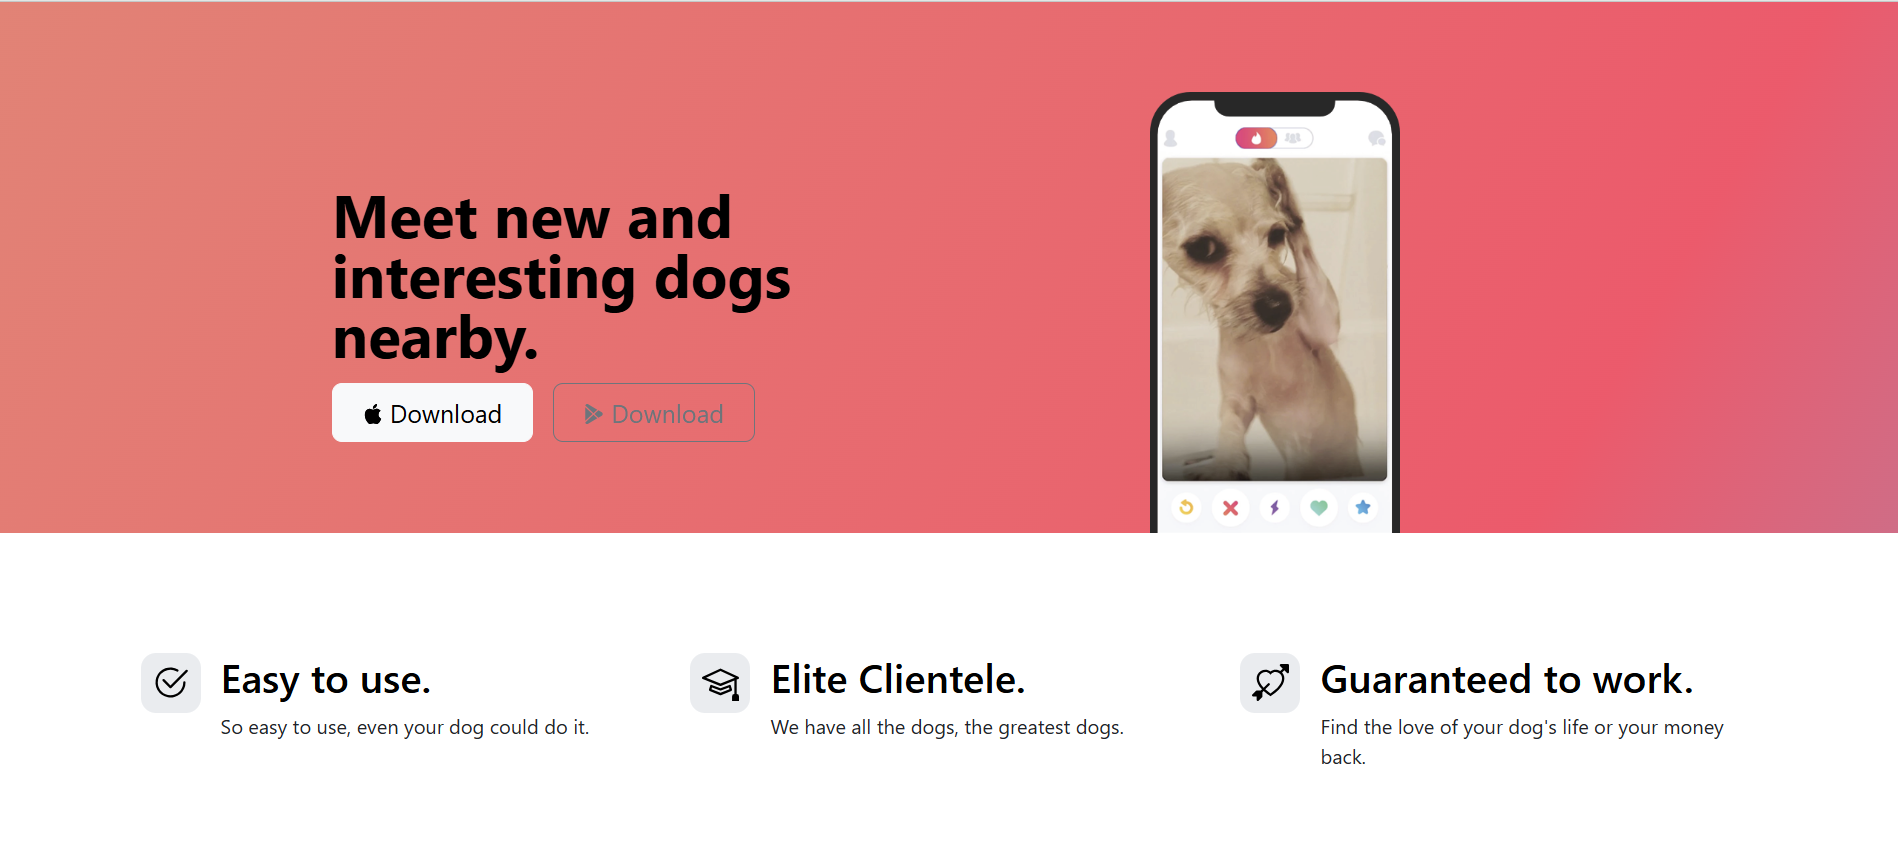 Meet new and
interesting dogs
nearby.
Download
Download
Easy to use.
So easy to use, even your dog could do it.
Elite Clientele.
We have all the dogs, the greatest dogs.
Guaranteed to work.
Find the love of your dog's life or your money
back.